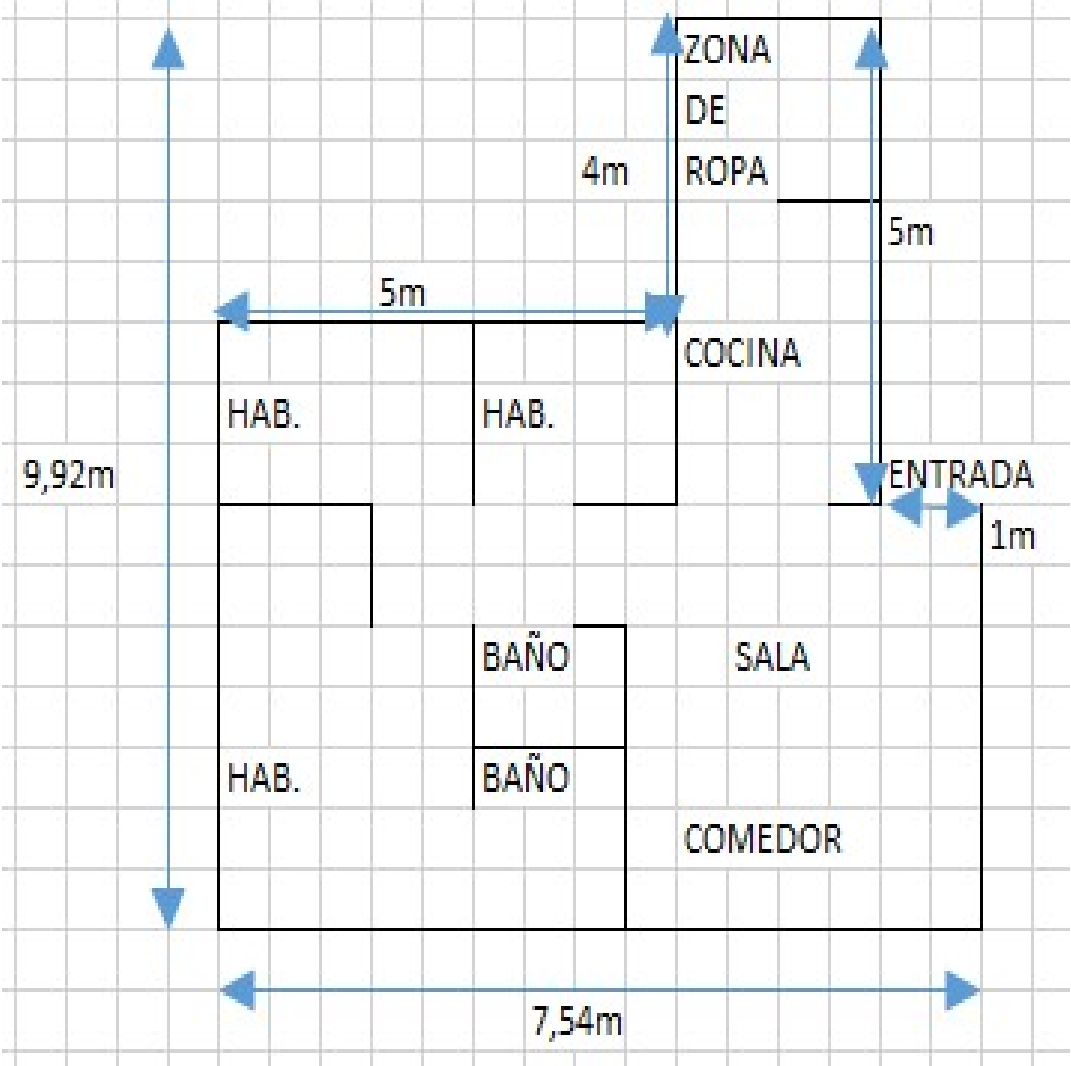 ZONA
DE
4m
ROPA
5m
5m
COCINA
HAB.
HAB.
9,92m
ENTRADA
1m
BAÑO
SALA
HAB.
BAÑO
COMEDOR
7,54m